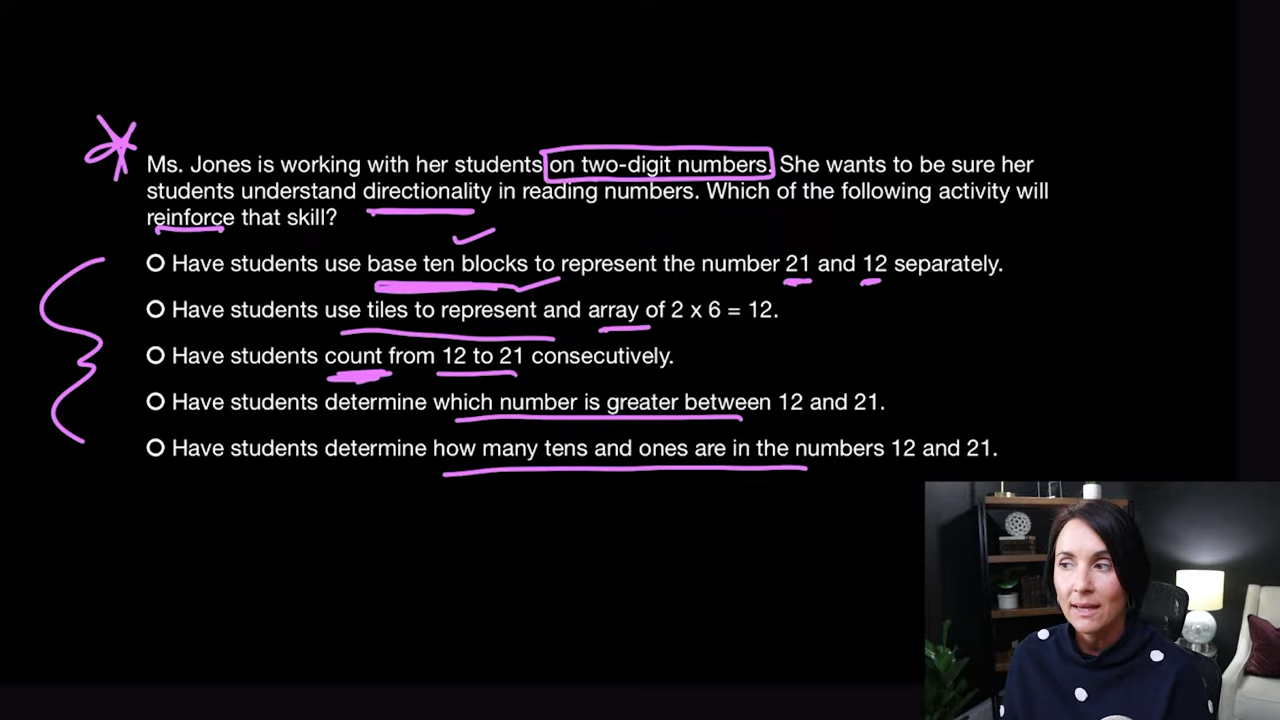 Ms. Jones is working with her students on two-digit numbers. She wants to be sure her
students understand directionality in reading numbers. Which of the following activity will
reinforce that skill?
Have students use base ten blocks to represent the number 21 and 12 separately.
Have students use tiles to represent and array of 2 x 6 = 12.
Have students count from 12 to 21 consecutively.
Have students determine which number is greater between 12 and 21.
Have students determine how many tens and ones are in the numbers 12 and 21.